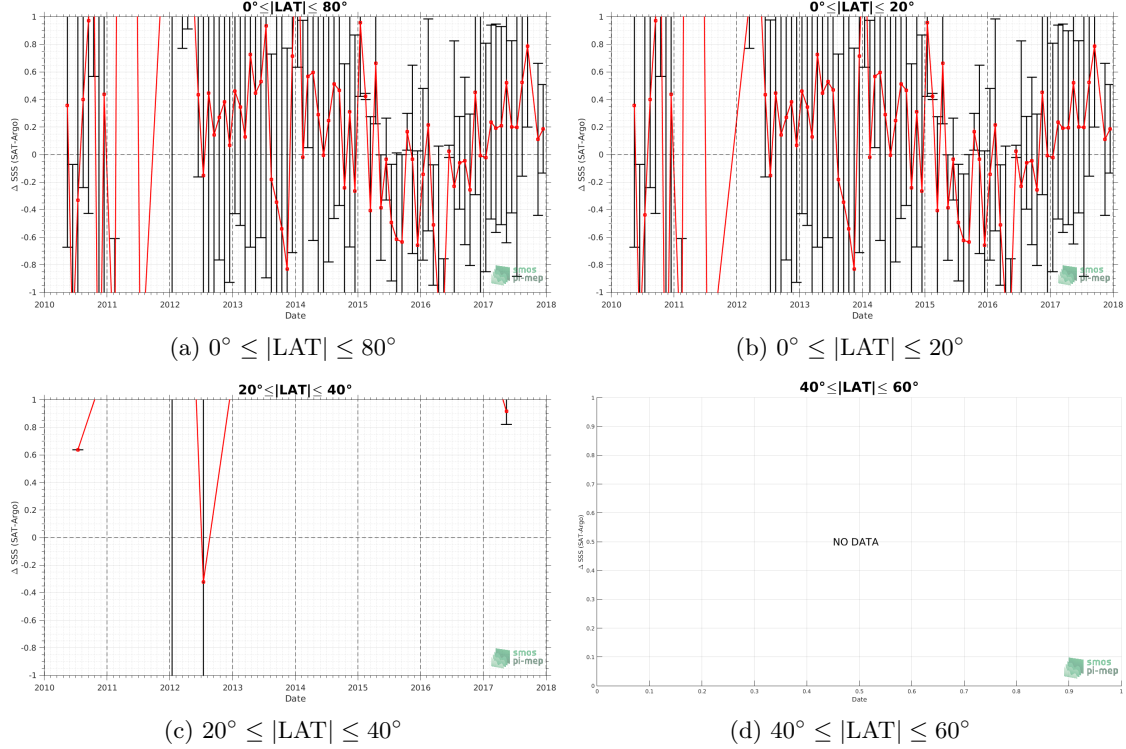 0°≤|LAT|≤ 80°
1
0.8
0.6
0.4
0.2
0
-0.2
-0.4
-0.6
-0.8
-1
Δ SSS (SAT-Argo)
2010 2011 2012 2013 2014 2015 2016 2017 2018
Date
smos
pi-mep
(a) 0° ≤ |LAT| ≤ 80°
0°≤|LAT|≤ 20°
1
0.8
0.6
0.4
0.2
0
-0.2
-0.4
-0.6
-0.8
-1
Δ SSS (SAT-Argo)
2010 2011 2012 2013 2014 2015 2016 2017 2018
Date
smos
pi-mep
(b) 0° ≤ |LAT| ≤ 20°
20°≤|LAT|≤ 40°
1
0.8
0.6
0.4
0.2
0
-0.2
-0.4
-0.6
-0.8
-1
Δ SSS (SAT-Argo)
2010 2011 2012 2013 2014 2015 2016 2017 2018
Date
smos
pi-mep
(c) 20° ≤ |LAT| ≤ 40°
40°≤|LAT|≤ 60°
1
0.9
0.8
0.7
0.6
0.5
0.4
0.3
0.2
0.1
0
Δ SSS (SAT-Argo)
NO DATA
0 0.1 0.2 0.3 0.4 0.5 0.6 0.7 0.8 0.9 1
Date
smos
pi-mep
(d) 40° ≤ |LAT| ≤ 60°